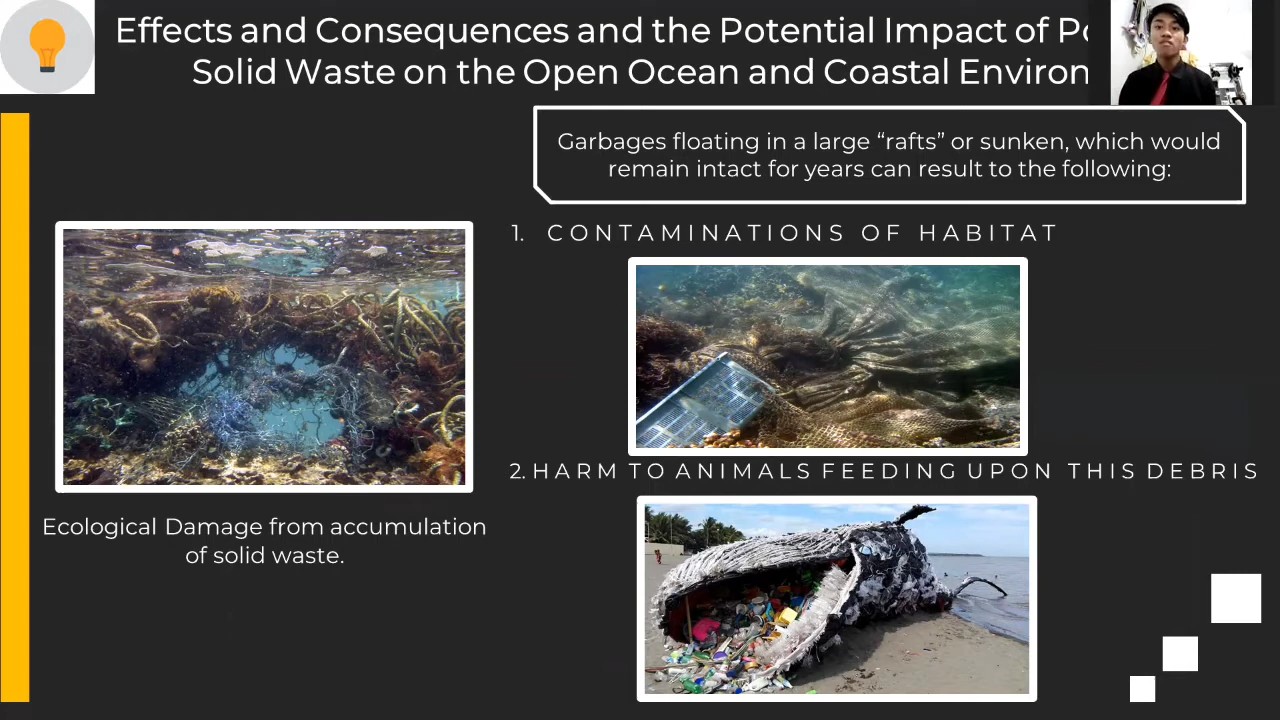 Effects and Consequences and the Potential Impact of
Solid Waste on the Open Ocean and Coastal
Garbages floating in a large “rafts” or sunken, which would
remain intact for years can result to the following:
1. CONTAMINATIONS OF HABITAT
2. HARM TO ANIMALS FEEDING UPON THIS DEBRIS
Ecological Damage from accumulation
of solid waste.